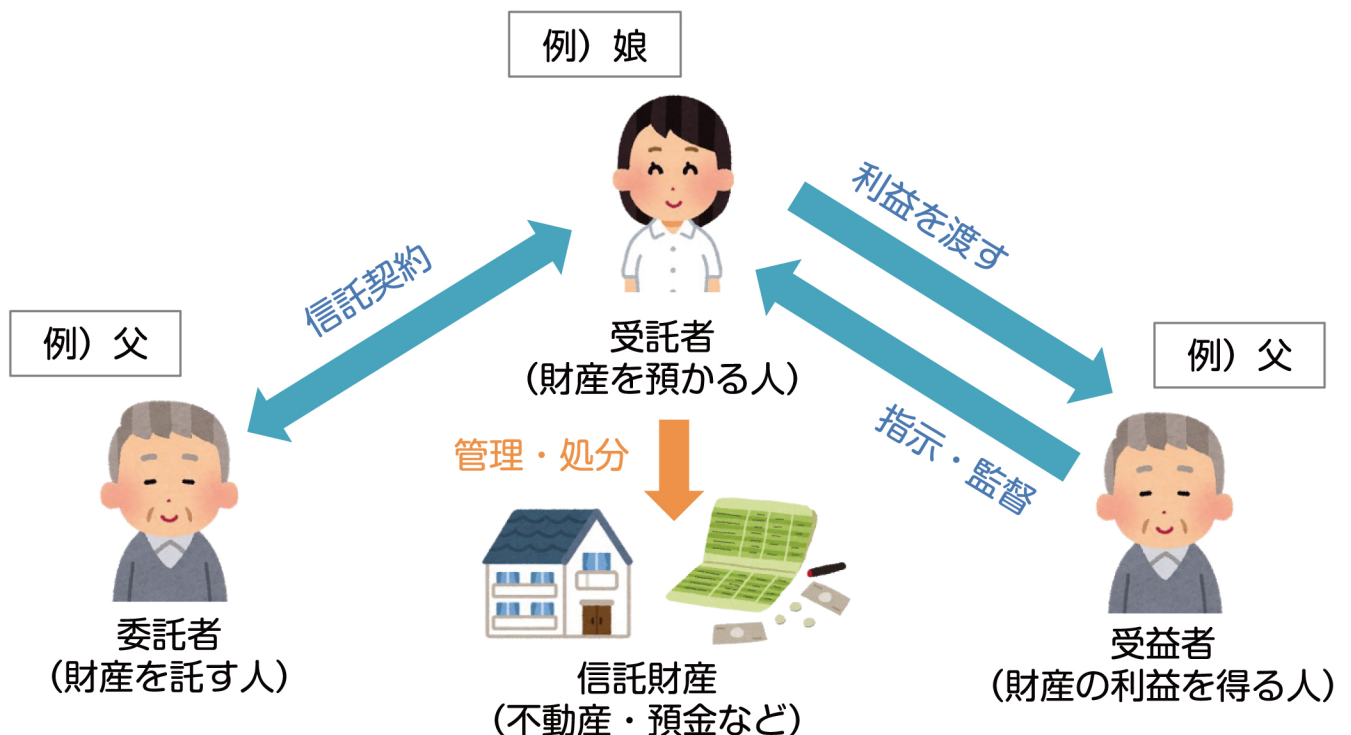 例）娘
利益を渡す
信託契約
受託者
（財産を預かる人）
例）父
例）父
指示・監督
管理・処分
委託者
（財産を託す人）
信託財産
（不動産・預金など）
受益者
（財産の利益を得る人）